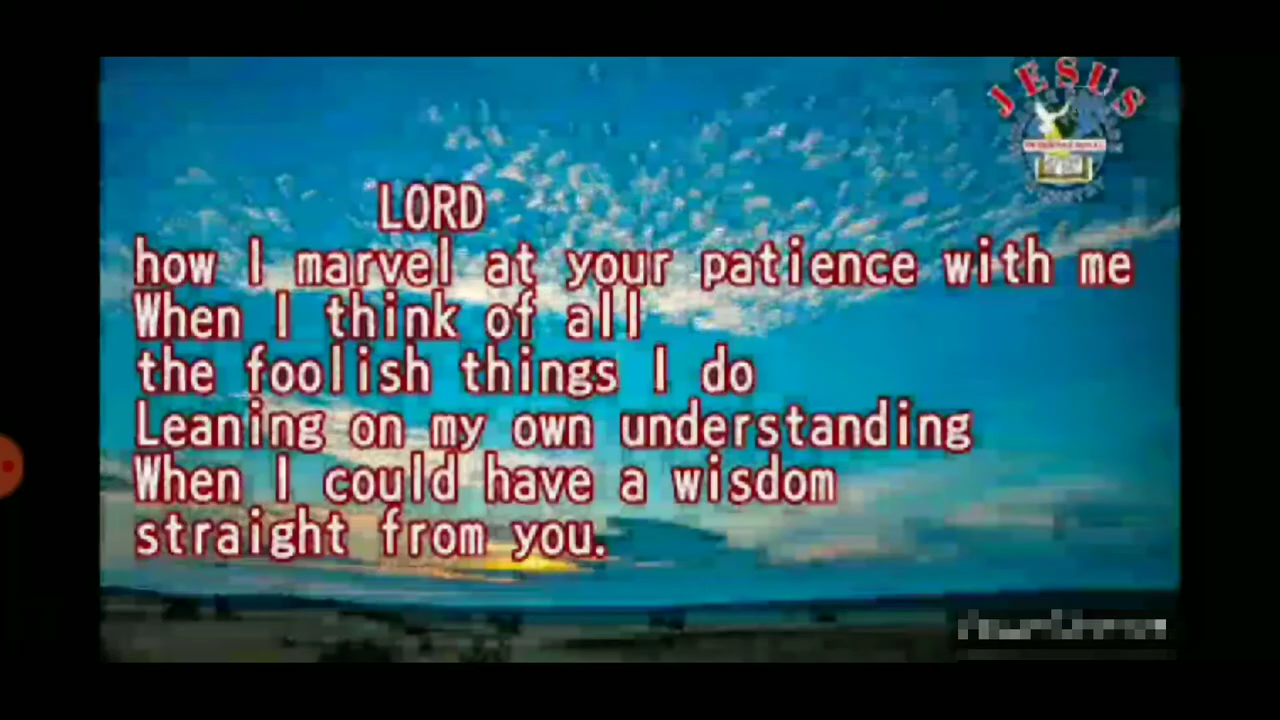 JESUS
LORD
how I marvel at your patience with me
When I think of all
the foolish things I do
Leaning on my own understanding
When I could have a wisdom
straight from you.